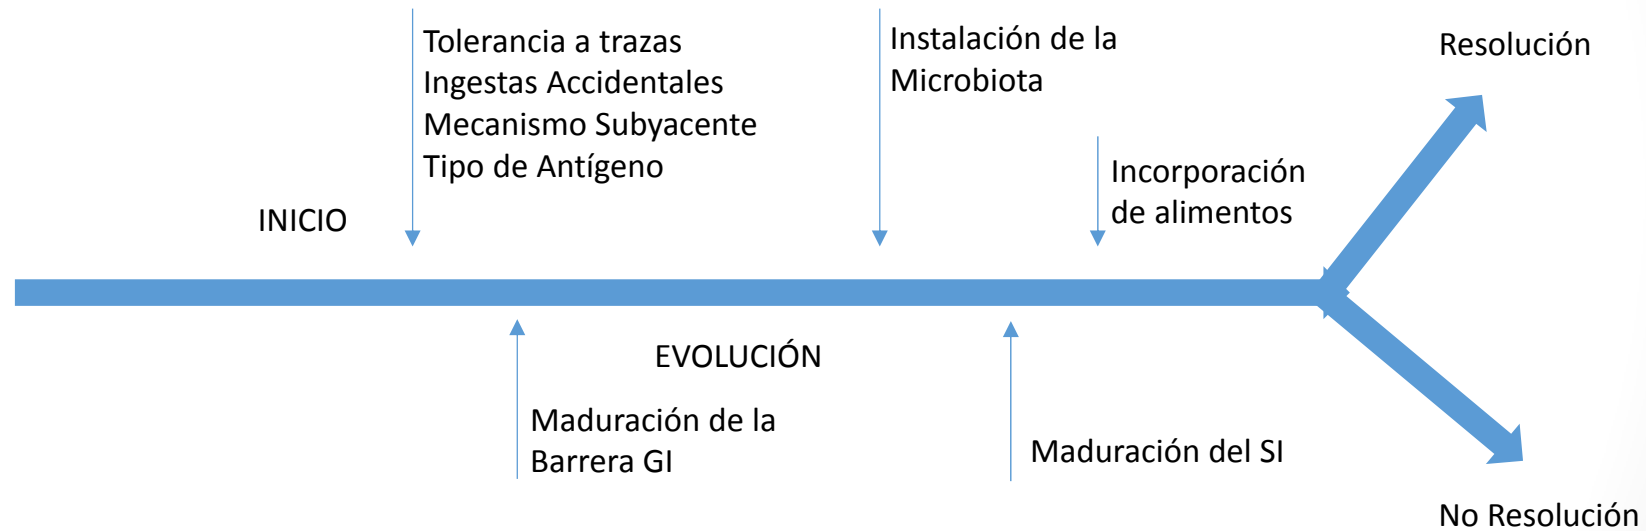 Tolerancia a trazas
Ingestas Accidentales
Mecanismo Subyacente
Tipo de Antígeno
Instalación de la
Microbiota
Resolución
Incorporación
de alimentos
INICIO
EVOLUCIÓN
Maduración de la
Barrera GI
Maduración del SI
No Resolución